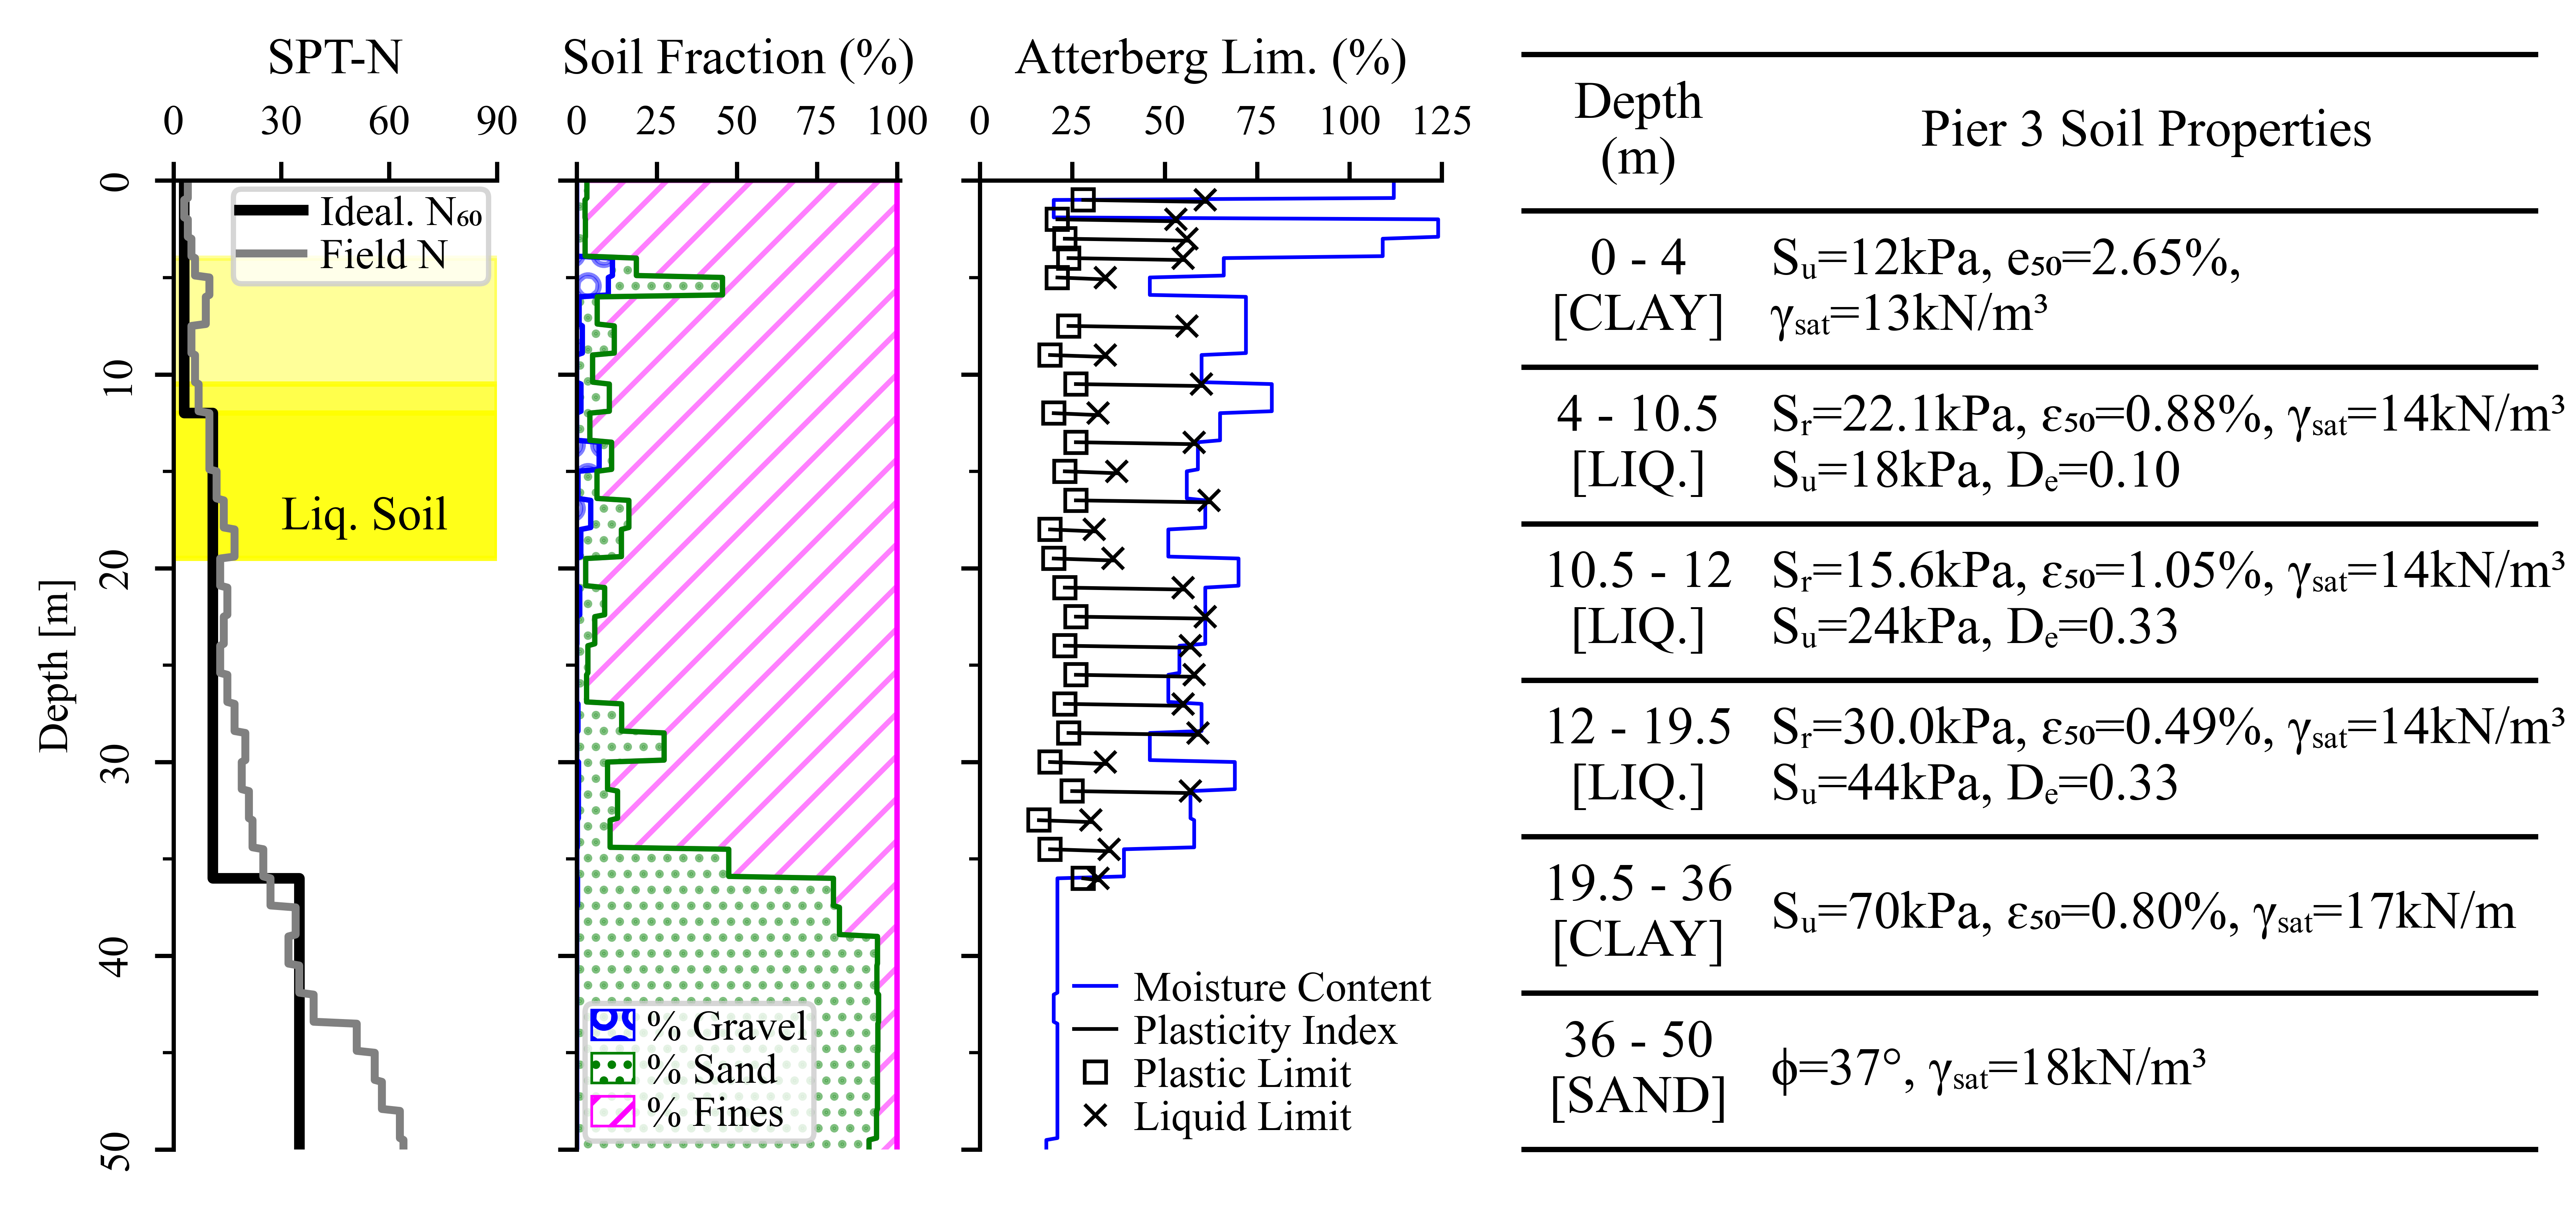 SPT-N
0 30 60 90
Ideal. N₆₀
Field N
Liq. Soil
Depth [m]
0
10
20
30
40
50
Soil Fraction (%)
0 25 50 75 100
% Gravel
% Sand
% Fines
Atterberg Lim. (%)
0 25 50 75 100 125
Moisture Content
Plasticity Index
Plastic Limit
Liquid Limit
Depth
(m)
Pier 3 Soil Properties
0 - 4
[CLAY]
Sᵤ=12kPa, e₅₀=2.65%,
γsat=13kN/m³
4 - 10.5
[LIQ.]
Sᵣ=22.1kPa, ε₅₀=0.88%, γsat=14kN/m³
Sᵤ=18kPa, Dₑ=0.10
10.5 - 12
[LIQ.]
Sᵣ=15.6kPa, ε₅₀=1.05%, γsat=14kN/m³
Sᵤ=24kPa, Dₑ=0.33
12 - 19.5
[LIQ.]
Sᵣ=30.0kPa, ε₅₀=0.49%, γsat=14kN/m³
Sᵤ=44kPa, Dₑ=0.33
19.5 - 36
[CLAY]
Sᵤ=70kPa, ε₅₀=0.80%, γsat=17kN/m
36 - 50
[SAND]
ϕ=37°, γsat=18kN/m³